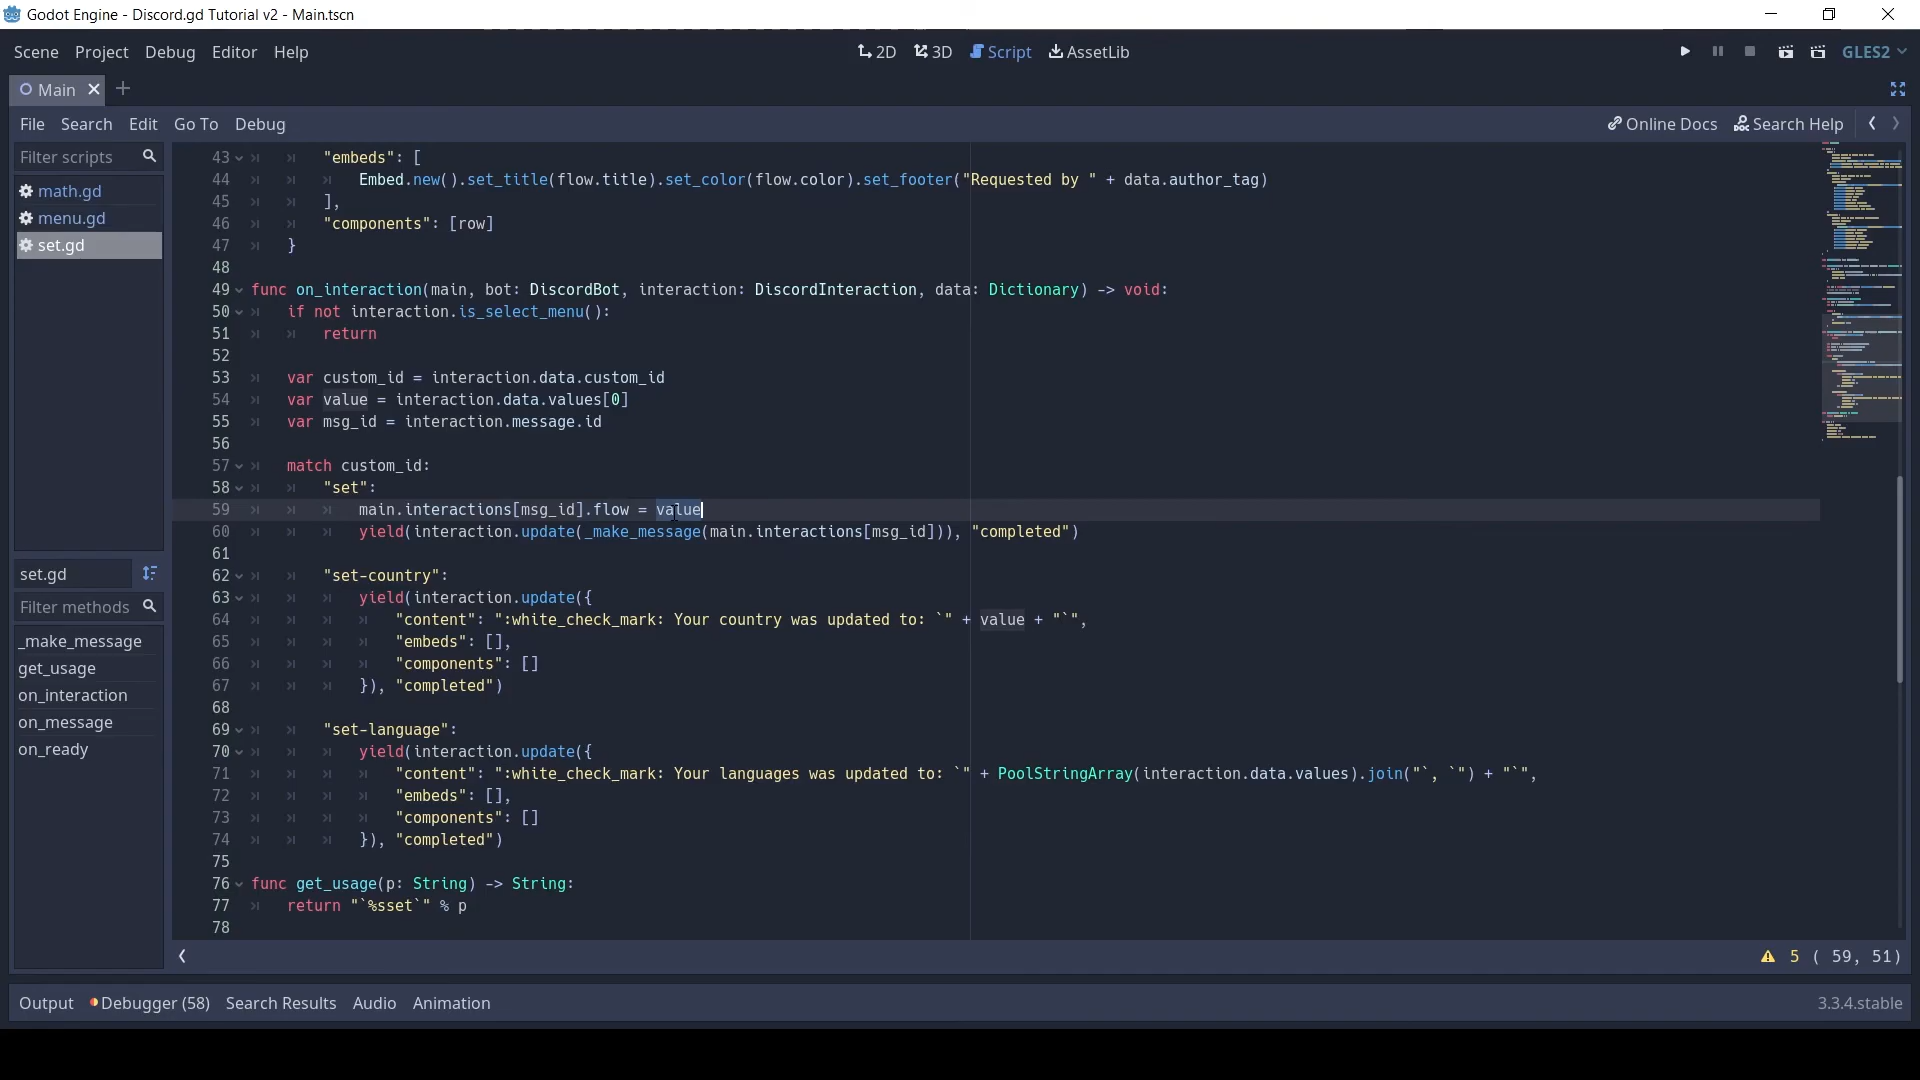 Godot Engine - Discord.gd Tutorial v2 - Main.tscn
Scene Project Debug Editor Help 2D 3D Script AssetLib GLES2
Main
File Search Edit Go To Debug Online Docs Search Help
Filter scripts
math.gd
menu.gd
set.gd
set.gd
Filter methods
_make_message
get_usage
on_interaction
on_message
on_ready
43 "embeds": [
44 Embed.new().set_title(flow.title).set_color(flow.color).set_footer("Requested by " + data.author_tag)
45 ],
46 "components": [row]
47 }
48
49 func on_interaction(main, bot: DiscordBot, interaction: DiscordInteraction, data: Dictionary) -> void:
50 if not interaction.is_select_menu():
51 return
52
53 var custom_id = interaction.data.custom_id
54 var value = interaction.data.values[0]
55 var msg_id = interaction.message.id
56
57 match custom_id:
58 "set":
59 main.interactions[msg_id].flow = value
60 yield(interaction.update(_make_message(main.interactions[msg_id])), "completed")
61
62 "set-country":
63 yield(interaction.update({
64 "content": ":white_check_mark: Your country was updated to: `" + value + "`",
65 "embeds": [],
66 "components": []
67 }), "completed")
68
69 "set-language":
70 yield(interaction.update({
71 "content": ":white_check_mark: Your languages was updated to: `" + PoolStringArray(interaction.data.values).join("`, `") + "`",
72 "embeds": [],
73 "components": []
74 }), "completed")
75
76 func get_usage(p: String) -> String:
77 return "`%sset`" % p
78
5 ( 59, 51)
Output Debugger (58) Search Results Audio Animation 3.3.4.stable